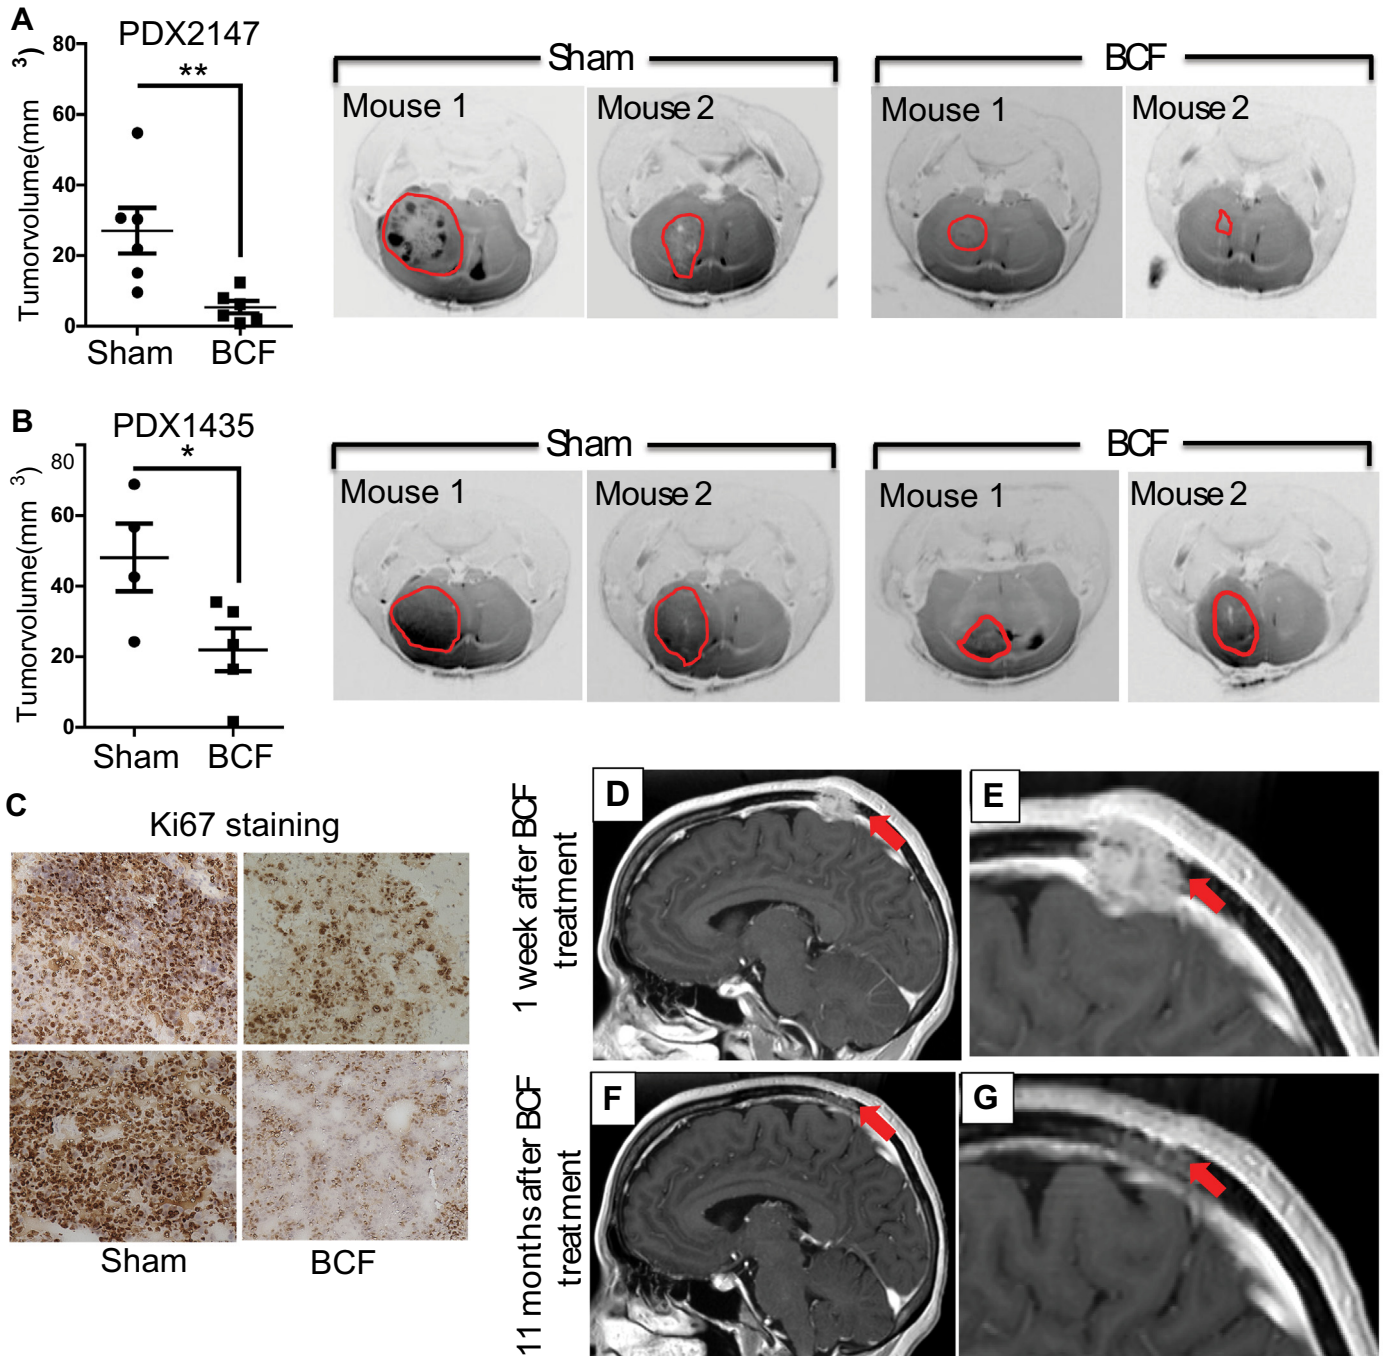 A
PDX2147
**
Tumorvolume(mm 3)
80
60
40
20
0
Sham BCF
Sham
Mouse 1 Mouse 2
BCF
Mouse 1 Mouse 2
B
PDX1435
*
Tumorvolume(mm 3)
80
60
40
20
0
Sham BCF
Sham
Mouse 1 Mouse 2
BCF
Mouse 1 Mouse 2
C
Ki67 staining
Sham BCF
1 week after BCF
treatment
D
E
11 months after BCF
treatment
F
G